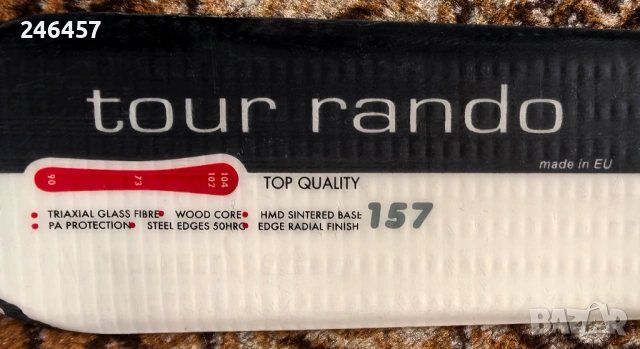 246457
tour rando
made in EU
90 73 102 104
TOP QUALITY
TRIAXIAL GLASS FIBRE • WOOD CORE • HMD SINTERED BASE
157
PA PROTECTION • STEEL EDGES 50HRC • EDGE RADIAL FINISH
BAZAR